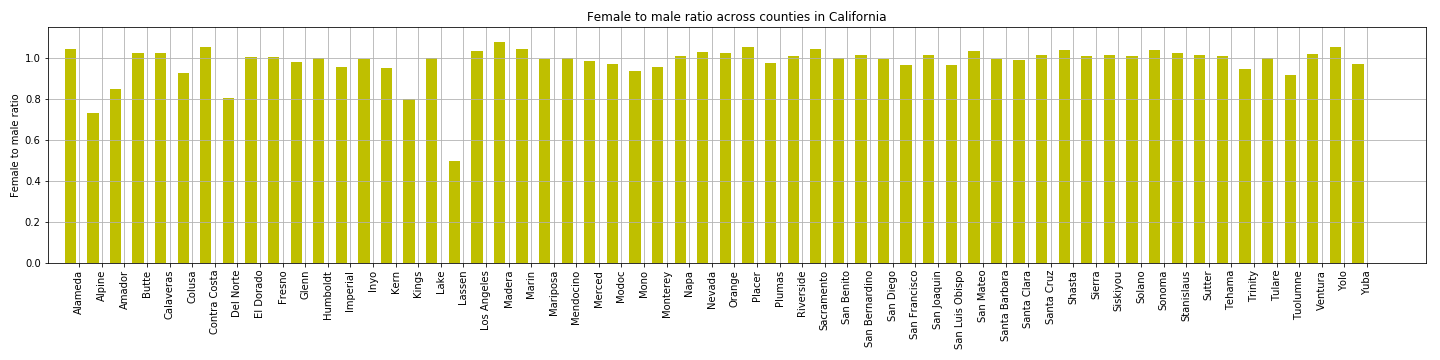 Female to male ratio across counties in California
Female to male ratio
1.0
0.8
0.6
0.4
0.2
0.0
Alameda
Alpine
Amador
Butte
Calaveras
Colusa
Contra Costa
Del Norte
El Dorado
Fresno
Glenn
Humboldt
Imperial
Inyo
Kern
Kings
Lake
Lassen
Los Angeles
Madera
Marin
Mariposa
Mendocino
Merced
Modoc
Mono
Monterey
Napa
Nevada
Orange
Placer
Plumas
Riverside
Sacramento
San Benito
San Bernardino
San Diego
San Francisco
San Joaquin
San Luis Obispo
San Mateo
Santa Barbara
Santa Clara
Santa Cruz
Shasta
Sierra
Siskiyou
Solano
Sonoma
Stanislaus
Sutter
Tehama
Trinity
Tulare
Tuolumne
Ventura
Yolo
Yuba